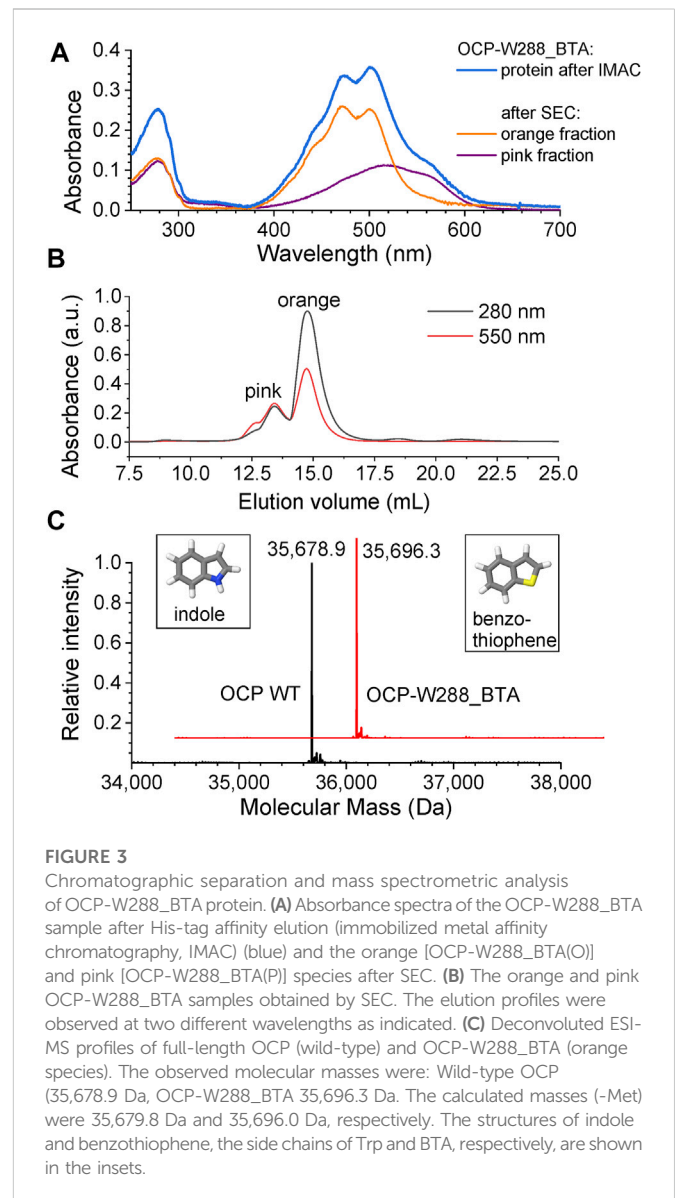 A
OCP-W288_BTA:
protein after IMAC
after SEC:
orange fraction
pink fraction
Absorbance
0.4
0.3
0.2
0.1
0.0
300 400 500 600 700
Wavelength (nm)
B
orange
pink
280 nm
550 nm
Absorbance (a.u.)
1.0
0.8
0.6
0.4
0.2
0.0
7.5 10.0 12.5 15.0 17.5 20.0 22.5 25.0
Elution volume (mL)
C
indole
35,678.9
35,696.3
benzo-
thiophene
OCP WT
OCP-W288_BTA
Relative intensity
1.0
0.8
0.6
0.4
0.2
34,000 35,000 36,000 37,000 38,000
Molecular Mass (Da)
FIGURE 3
Chromatographic separation and mass spectrometric analysis
of OCP-W288_BTA protein. (A) Absorbance spectra of the OCP-W288_BTA
sample after His-tag affinity elution (immobilized metal affinity
chromatography, IMAC) (blue) and the orange [OCP-W288_BTA(O)]
and pink [OCP-W288_BTA(P)] species after SEC. (B) The orange and pink
OCP-W288_BTA samples obtained by SEC. The elution profiles were
observed at two different wavelengths as indicated. (C) Deconvoluted ESI-
MS profiles of full-length OCP (wild-type) and OCP-W288_BTA (orange
species). The observed molecular masses were: Wild-type OCP
(35,678.9 Da, OCP-W288_BTA 35,696.3 Da. The calculated masses (-Met)
were 35,679.8 Da and 35,696.0 Da, respectively. The structures of indole
and benzothiophene, the side chains of Trp and BTA, respectively, are shown
in the insets.